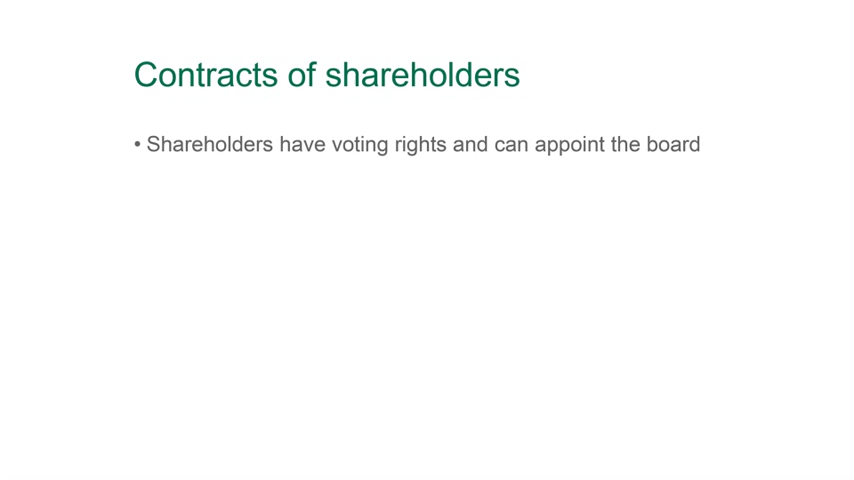 Contracts of shareholders
• Shareholders have voting rights and can appoint the board